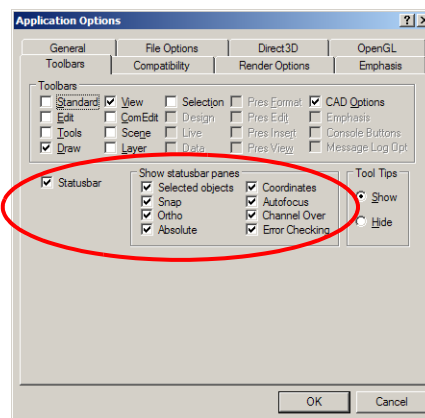 Application Options
General File Options Direct3D OpenGL
Toolbars Compatibility Render Options Emphasis
Toolbars
Standard View Selection Pres Format CAD Options
Edit ComEdit Design Pres Edit Emphasis
Tools Scene Live Pres Insert Console Buttons
Draw Layer Data Pres View Message Log Opt
Statusbar
Show statusbar panes
Selected objects Coordinates
Snap Autofocus
Ortho Channel Over
Absolute Error Checking
Tool Tips
Show
Hide
OK Cancel